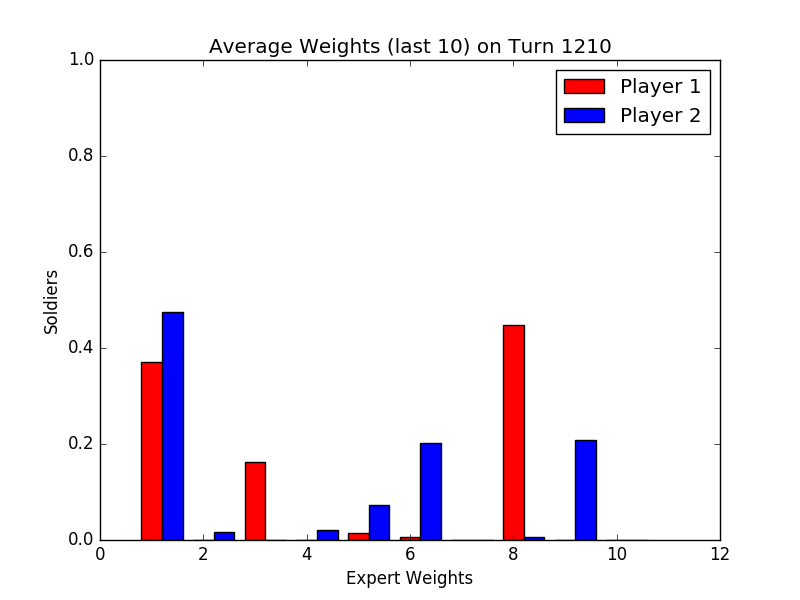 Average Weights (last 10) on Turn 1210
1.0
0.8
0.6
0.4
0.2
0.0
Soldiers
Player 1
Player 2
0 2 4 6 8 10 12
Expert Weights